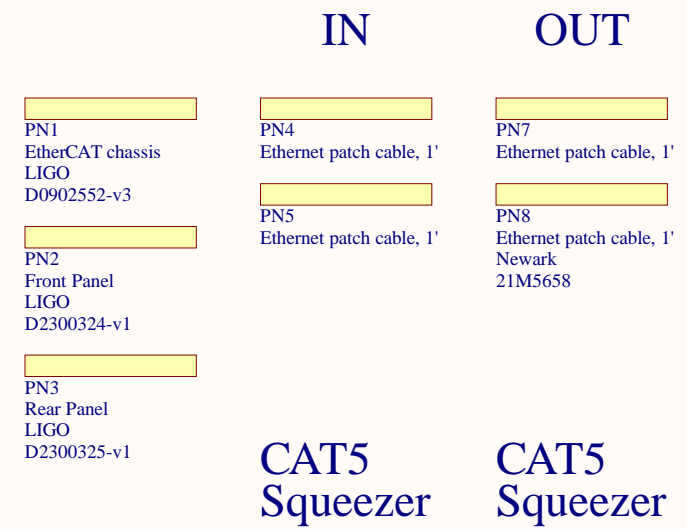 IN
OUT
PN1
EtherCAT chassis
LIGO
D0902552-v3
PN2
Front Panel
LIGO
D2300324-v1
PN3
Rear Panel
LIGO
D2300325-v1
PN4
Ethernet patch cable, 1'
PN5
Ethernet patch cable, 1'
CAT5
Squeezer
PN7
Ethernet patch cable, 1'
PN8
Ethernet patch cable, 1'
Newark
21M5658
CAT5
Squeezer